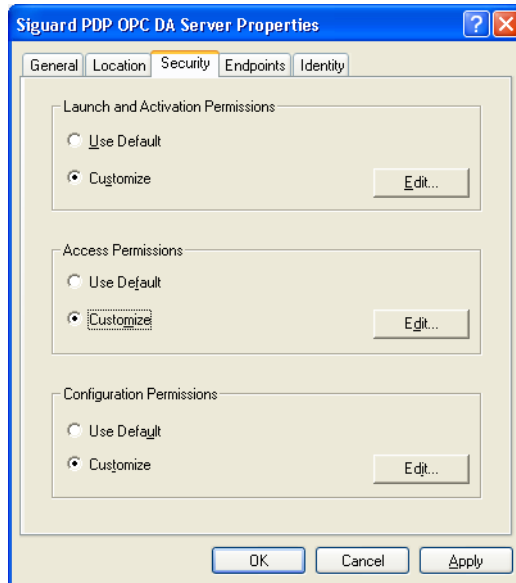 Siguard PDP OPC DA Server Properties
General Location Security Endpoints Identity
Launch and Activation Permissions
Use Default
Customize
Edit...
Access Permissions
Use Default
Customize
Edit...
Configuration Permissions
Use Default
Customize
Edit...
OK Cancel Apply